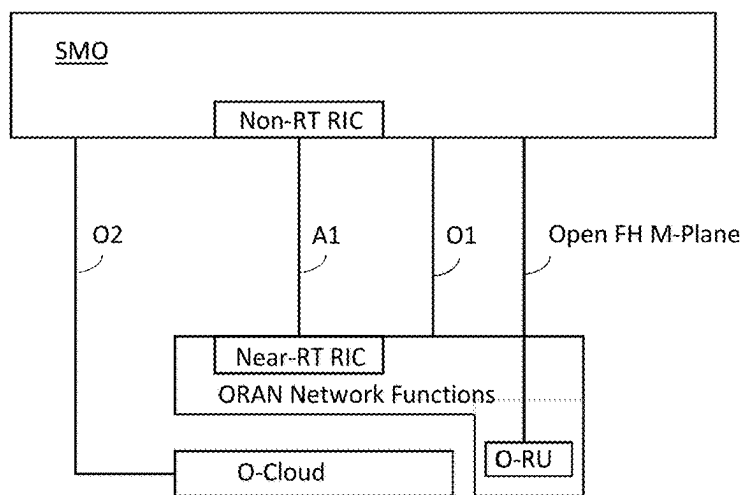 SMO
Non-RT RIC
O2
A1
O1
Open FH M-Plane
Near-RT RIC
ORAN Network Functions
O-RU
O-Cloud